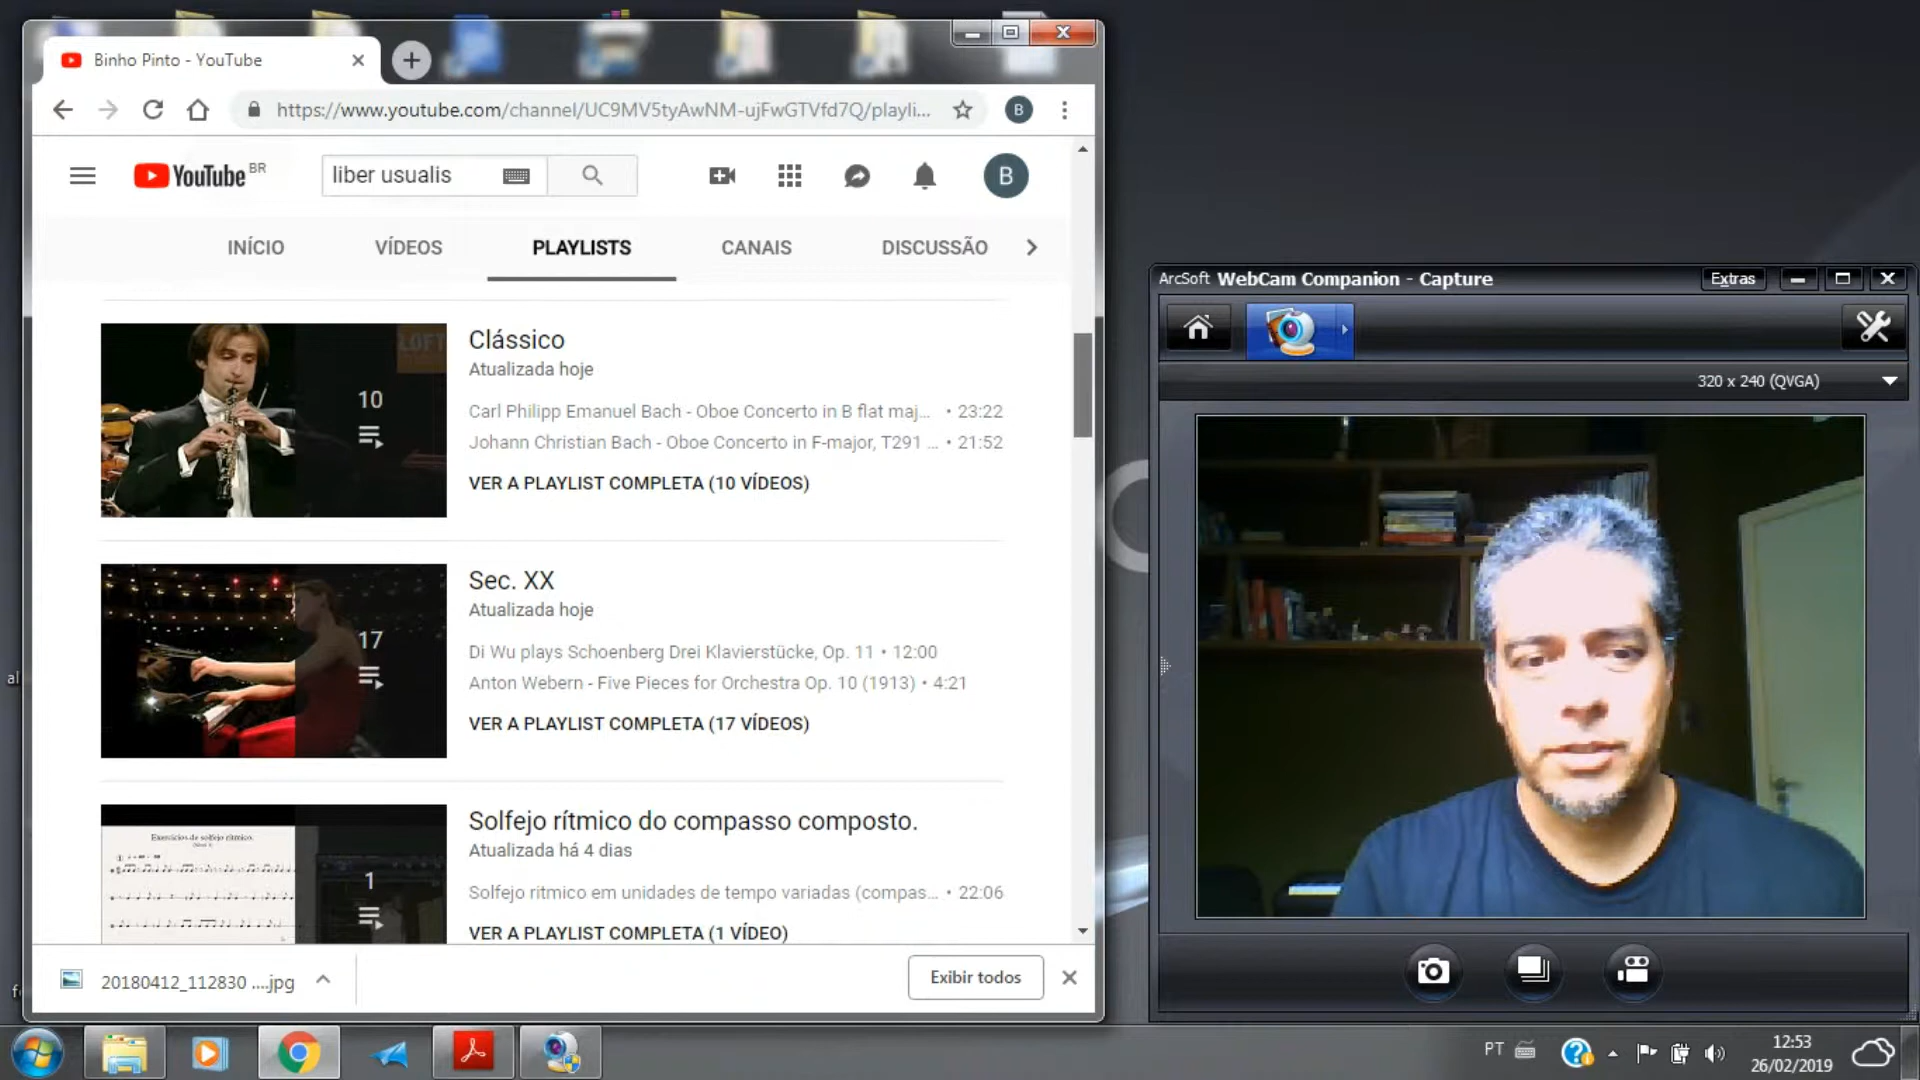 Binho Pinto - YouTube
https://www.youtube.com/channel/UC9MV5tyAwNM-ujFwGTVfd7Q/playli...
B
YouTube BR
liber usualis
B
INÍCIO VÍDEOS PLAYLISTS CANAIS DISCUSSÃO
LOFT
10
Clássico
Atualizada hoje
Carl Philipp Emanuel Bach - Oboe Concerto in B flat maj... • 23:22
Johann Christian Bach - Oboe Concerto in F-major, T291 ... • 21:52
VER A PLAYLIST COMPLETA (10 VÍDEOS)
17
Sec. XX
Atualizada hoje
Di Wu plays Schoenberg Drei Klavierstücke, Op. 11 • 12:00
Anton Webern - Five Pieces for Orchestra Op. 10 (1913) • 4:21
VER A PLAYLIST COMPLETA (17 VÍDEOS)
Exercícios de solfejo rítmico.
1
Solfejo rítmico do compasso composto.
Atualizada há 4 dias
Solfejo ritmico em unidades de tempo variadas (compas... • 22:06
VER A PLAYLIST COMPLETA (1 VÍDEO)
20180412_112830 ....jpg
Exibir todos
ArcSoft WebCam Companion - Capture
Extras
320 x 240 (QVGA)
PT
12:53
26/02/2019